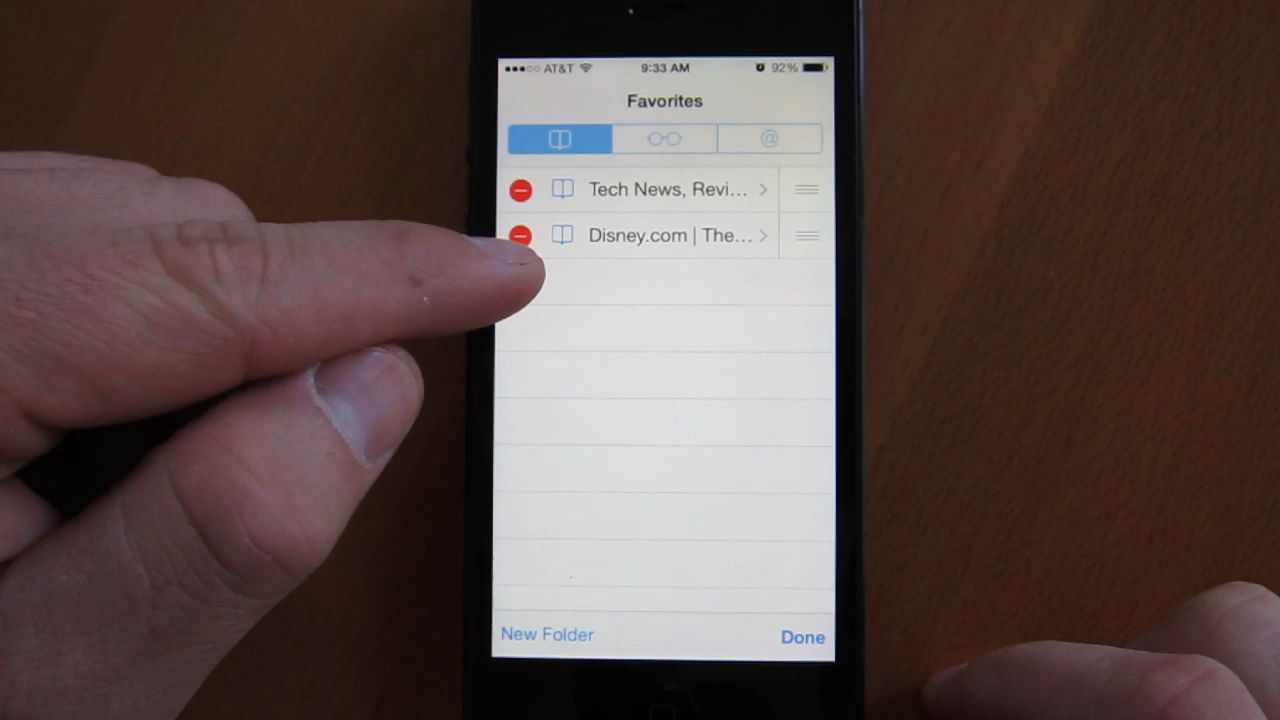 AT&T 9:33 AM 92%
Favorites
@
Tech News, Revi...
Disney.com | The...
New Folder Done